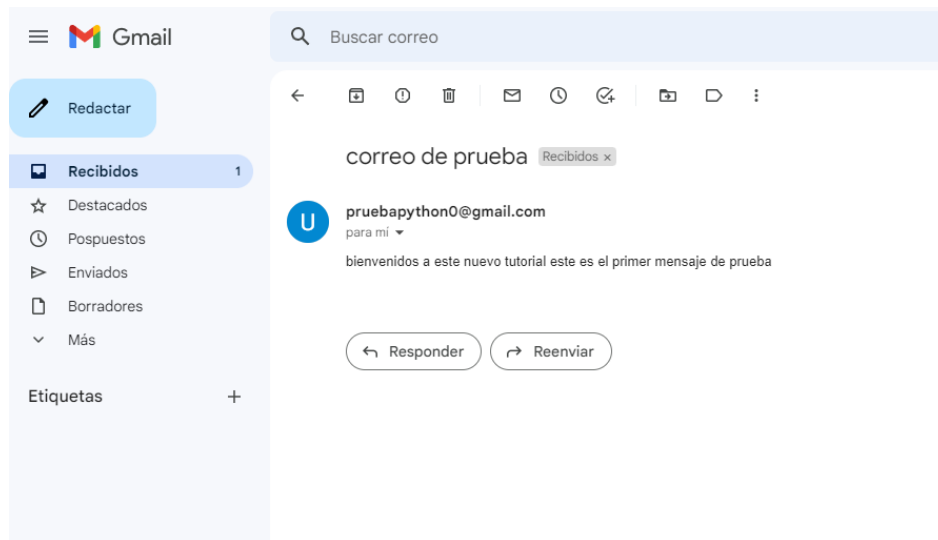 Gmail
Buscar correo
Redactar
Recibidos 1
Destacados
Pospuestos
Enviados
Borradores
Más
Etiquetas
correo de prueba Recibidos ×
U
pruebapython0@gmail.com
para mí
bienvenidos a este nuevo tutorial este es el primer mensaje de prueba
Responder
Reenviar